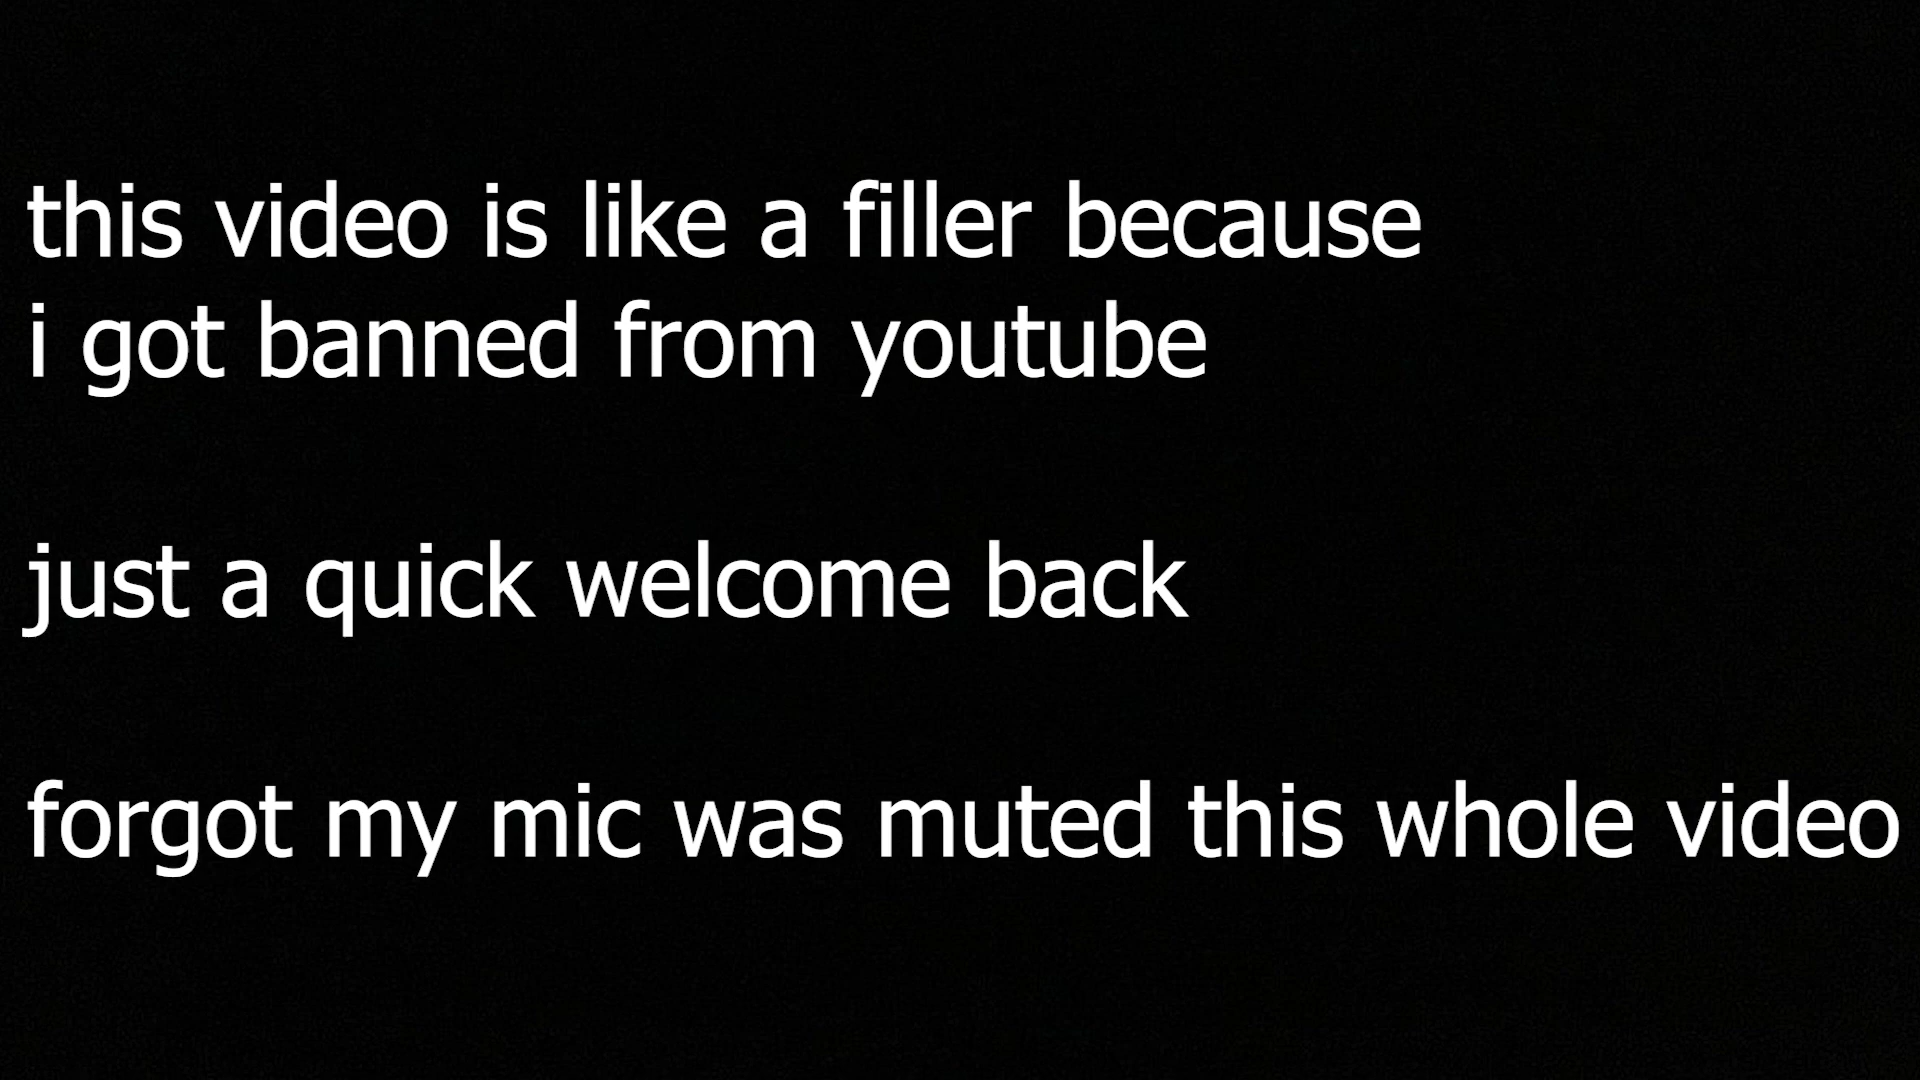 this video is like a filler because
i got banned from youtube
just a quick welcome back
forgot my mic was muted this whole video